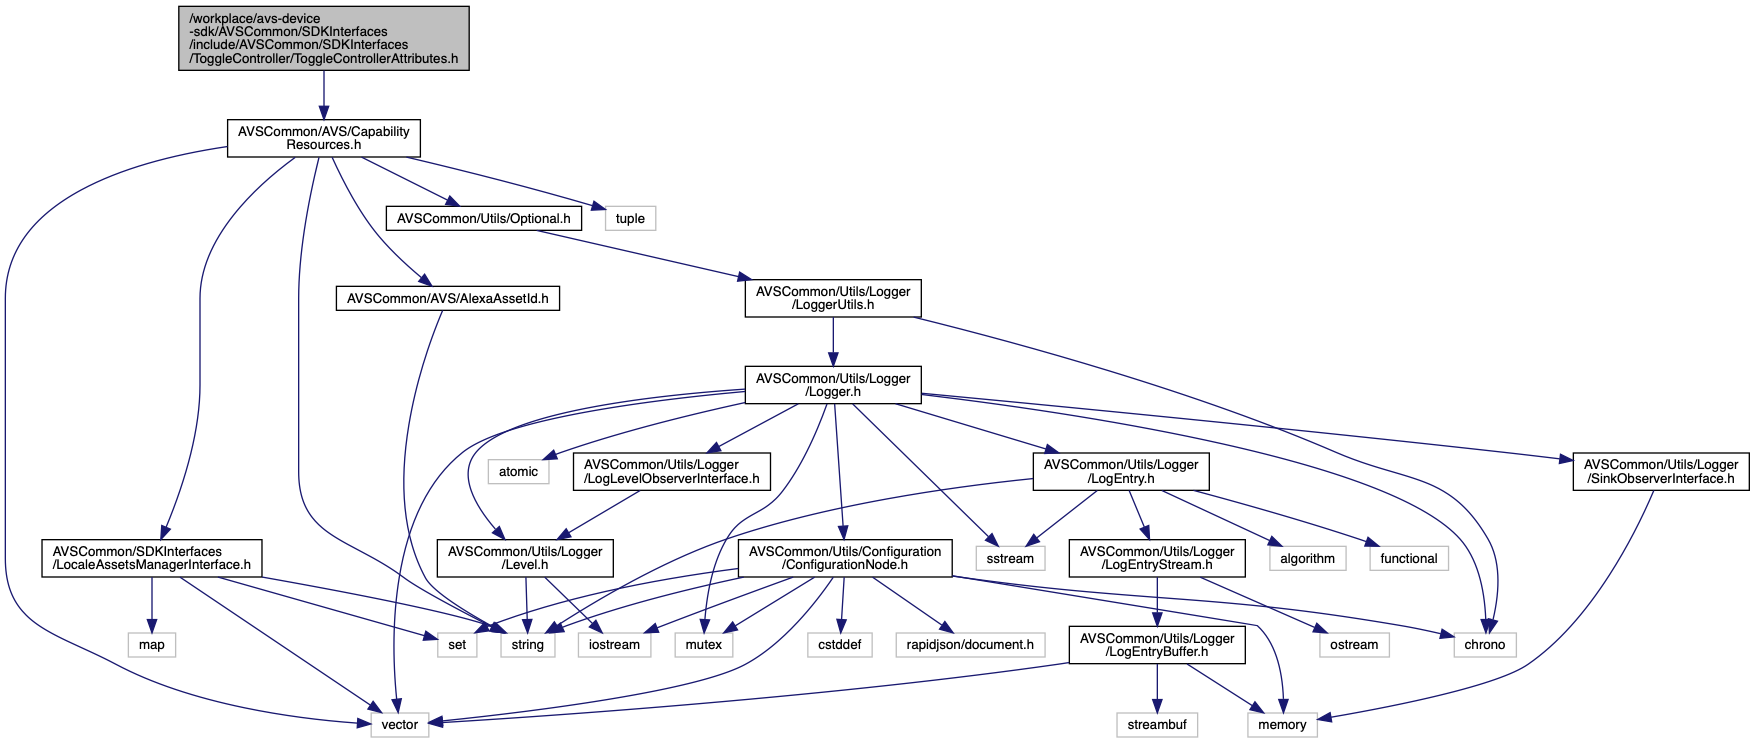 /workplace/avs-device
-sdk/AVSCommon/SDKInterfaces
/include/AVSCommon/SDKInterfaces
/ToggleController/ToggleControllerAttributes.h
AVSCommon/AVS/Capability
Resources.h
AVSCommon/Utils/Optional.h
tuple
AVSCommon/AVS/AlexaAssetId.h
AVSCommon/Utils/Logger
/LoggerUtils.h
AVSCommon/Utils/Logger
/Logger.h
atomic
AVSCommon/Utils/Logger
/LogLevelObserverInterface.h
AVSCommon/Utils/Logger
/LogEntry.h
AVSCommon/Utils/Logger
/SinkObserverInterface.h
AVSCommon/SDKInterfaces
/LocaleAssetsManagerInterface.h
AVSCommon/Utils/Logger
/Level.h
AVSCommon/Utils/Configuration
/ConfigurationNode.h
sstream
AVSCommon/Utils/Logger
/LogEntryStream.h
algorithm
functional
map
set
string
iostream
mutex
cstddef
rapidjson/document.h
AVSCommon/Utils/Logger
/LogEntryBuffer.h
ostream
chrono
vector
streambuf
memory